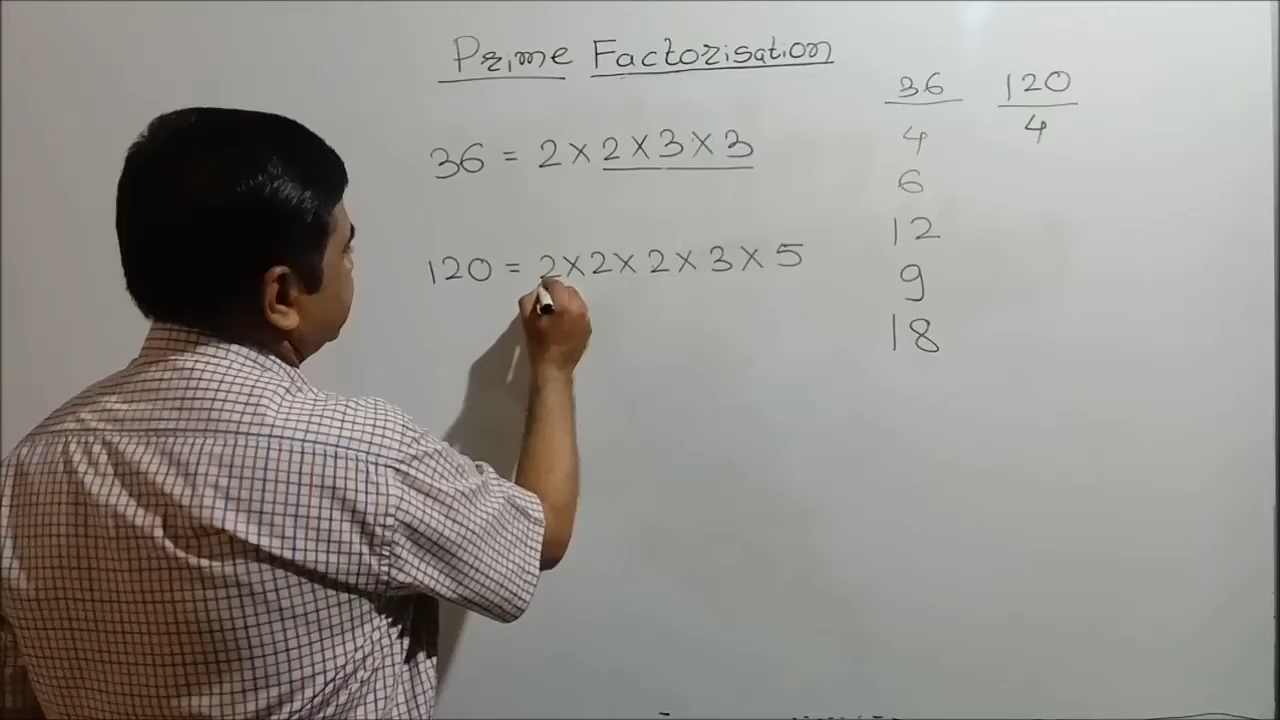 Prime Factorisation
36 = 2 × 2 × 3 × 3
120 = 2 × 2 × 2 × 3 × 5
36
4
6
12
9
18
120
4